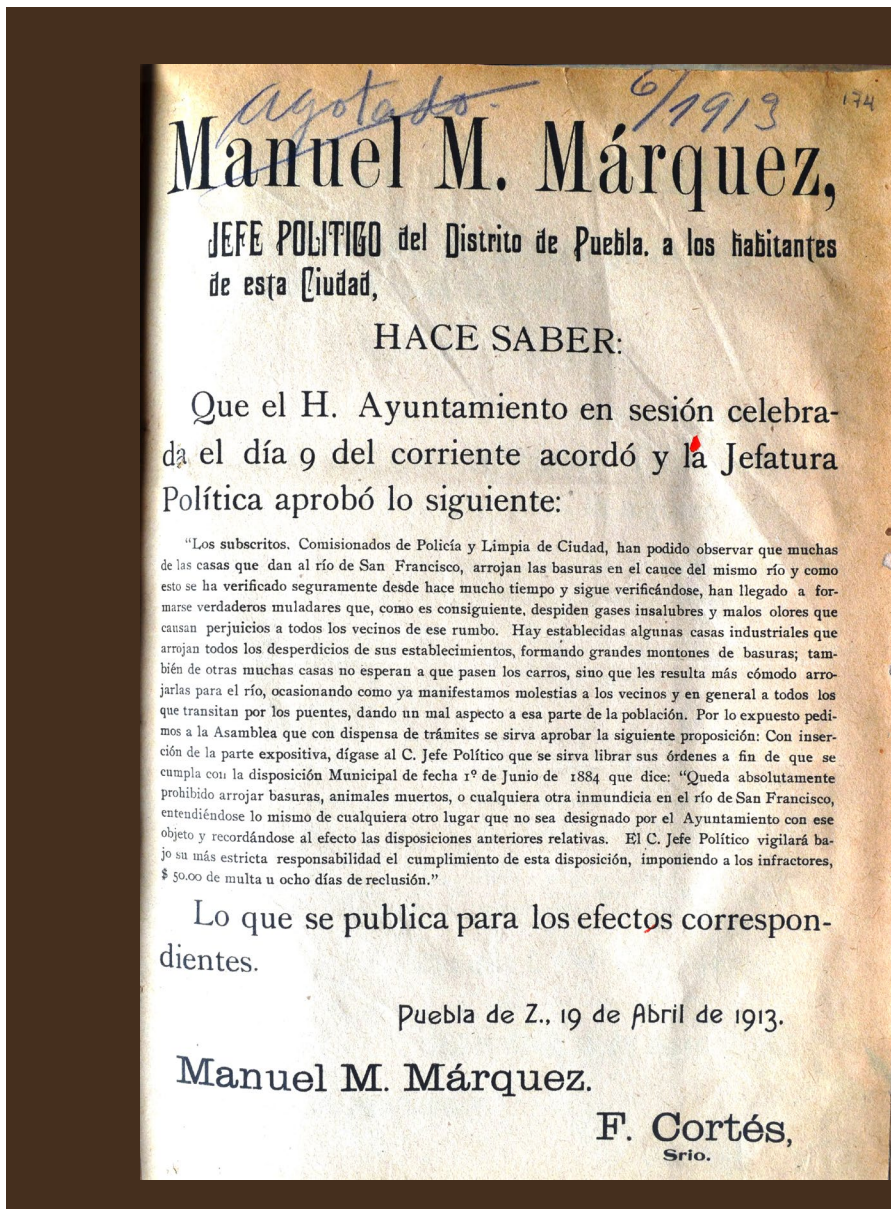 agotado.
6/1913
174
Manuel M. Márquez,
JEFE POLITIGO del Distrito de Puebla. a los habitantes
de esta Ciudad,
HACE SABER:
Que el H. Ayuntamiento en sesión celebra-
da el día 9 del corriente acordó y la Jefatura
Política aprobó lo siguiente:
“Los subscritos. Comisionados de Policía y Limpia de Ciudad, han podido observar que muchas
de las casas que dan al río de San Francisco, arrojan las basuras en el cauce del mismo río y como
esto se ha verificado seguramente desde hace mucho tiempo y sigue verificándose, han llegado a for-
marse verdaderos muladares que, como es consiguiente, despiden gases insalubres y malos olores que
causan perjuicios a todos los vecinos de ese rumbo. Hay establecidas algunas casas industriales que
arrojan todos los desperdicios de sus establecimientos, formando grandes montones de basuras; tam-
bién de otras muchas casas no esperan a que pasen los carros, sino que les resulta más cómodo arro-
jarlas para el río, ocasionando como ya manifestamos molestias a los vecinos y en general a todos los
que transitan por los puentes, dando un mal aspecto a esa parte de la población. Por lo expuesto pedi-
mos a la Asamblea que con dispensa de trámites se sirva aprobar la siguiente proposición: Con inser-
ción de la parte expositiva, dígase al C. Jefe Político que se sirva librar sus órdenes a fin de que se
cumpla con la disposición Municipal de fecha 1º de Junio de 1884 que dice: “Queda absolutamente
prohibido arrojar basuras, animales muertos, o cualquiera otra inmundicia en el río de San Francisco,
entendiéndose lo mismo de cualquiera otro lugar que no sea designado por el Ayuntamiento con ese
objeto y recordándose al efecto las disposiciones anteriores relativas. El C. Jefe Político vigilará ba-
jo su más estricta responsabilidad el cumplimiento de esta disposición, imponiendo a los infractores,
$ 50.00 de multa u ocho días de reclusión.”
Lo que se publica para los efectos correspon-
dientes.
Puebla de Z., 19 de Abril de 1913.
Manuel M. Márquez.
F. Cortés,
Srio.